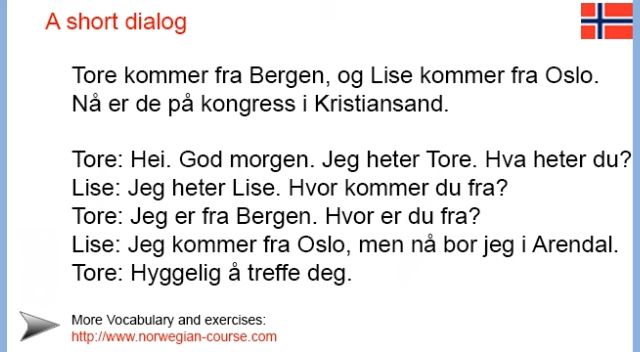 A short dialog
Tore kommer fra Bergen, og Lise kommer fra Oslo.
Nå er de på kongress i Kristiansand.
Tore: Hei. God morgen. Jeg heter Tore. Hva heter du?
Lise: Jeg heter Lise. Hvor kommer du fra?
Tore: Jeg er fra Bergen. Hvor er du fra?
Lise: Jeg kommer fra Oslo, men nå bor jeg i Arendal.
Tore: Hyggelig å treffe deg.
More Vocabulary and exercises:
http://www.norwegian-course.com